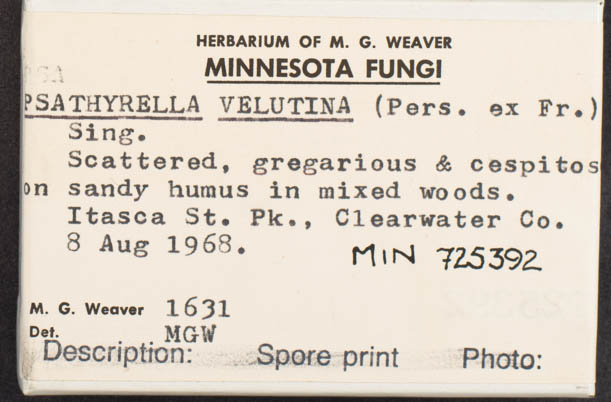 HERBARIUM OF M. G. WEAVER
MINNESOTA FUNGI
PSATHYRELLA VELUTINA (Pers. ex Fr.)
Sing.
Scattered, gregarious & cespitos
on sandy humus in mixed woods.
Itasca St. Pk., Clearwater Co.
8 Aug 1968. MIN 725392
M. G. Weaver 1631
Det. MGW
Description: Spore print Photo: